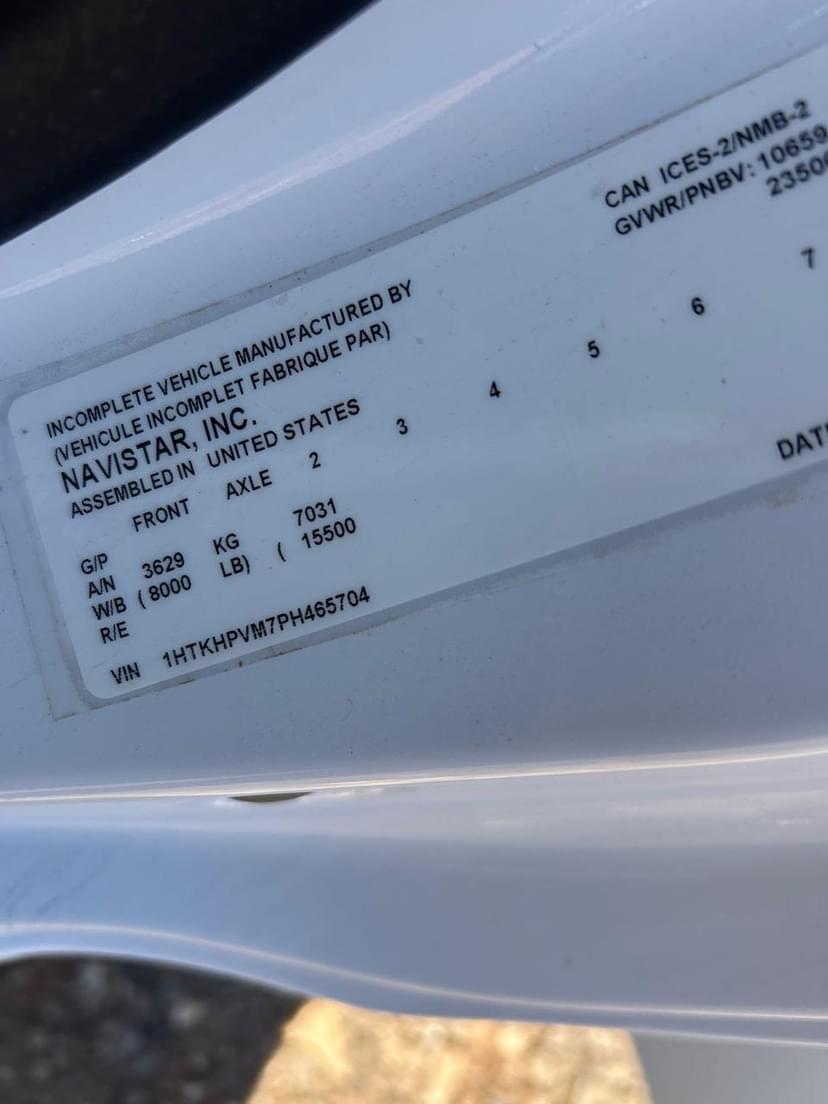 CAN ICES-2/NMB-2
GVWR/PNBV: 10659
INCOMPLETE VEHICLE MANUFACTURED BY
(VEHICULE INCOMPLET FABRIQUE PAR)
NAVISTAR, INC.
ASSEMBLED IN UNITED STATES
FRONT AXLE 2 3 4 5 6 7
G/P
A/N 3629 KG 7031
W/B ( 8000 LB) ( 15500
R/E
VIN 1HTKHPVM7PH465704